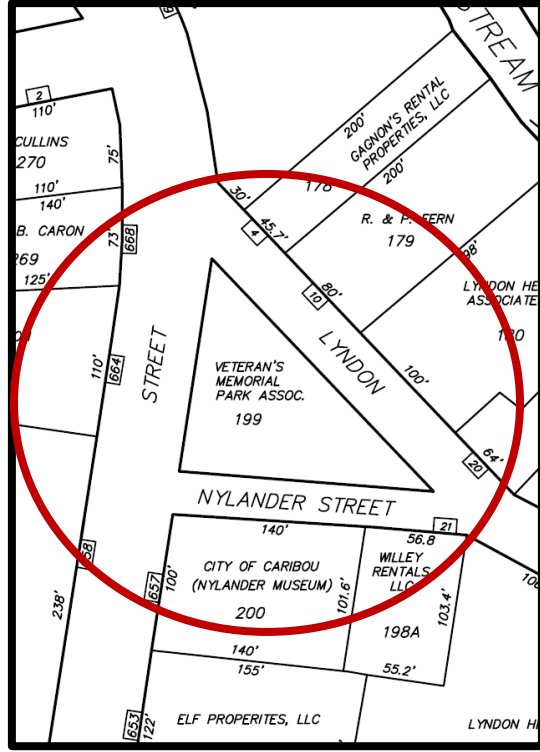 STREAM
2
110'
CULLINS
270
75'
110'
140'
B. CARON
269
73'
668
125'
110'
664
STREET
200'
GAGNON'S RENTAL
PROPERTIES, LLC
178
200'
30'
45.7'
4
R. & P. FERN
179
98'
80'
10
LYNDON HE
ASSOCIATE
180
LYNDON
100'
64'
20
VETERAN'S
MEMORIAL
PARK ASSOC.
199
NYLANDER STREET
140'
21
56.8
CITY OF CARIBOU
(NYLANDER MUSEUM)
200
100'
657
658
238'
101.6'
WILLEY
RENTALS
LLC
198A
103.4'
55.2'
140'
155'
653
122'
ELF PROPERITES, LLC
LYNDON HE